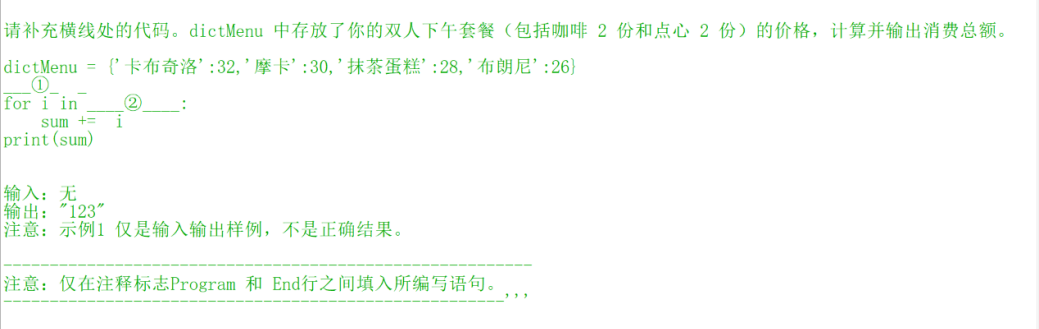 请补充横线处的代码。dictMenu 中存放了你的双人下午套餐（包括咖啡 2 份和点心 2 份）的价格，计算并输出消费总额。
dictMenu = {'卡布奇洛':32,'摩卡':30,'抹茶蛋糕':28,'布朗尼':26}
___①_ _
for i in ____②____:
    sum +=  i
print(sum)
输入：无
输出："123"
注意：示例1 仅是输入输出样例，不是正确结果。
---------------------------------------------------------
注意：仅在注释标志Program 和 End行之间填入所编写语句。
------------------------------------------------------'''